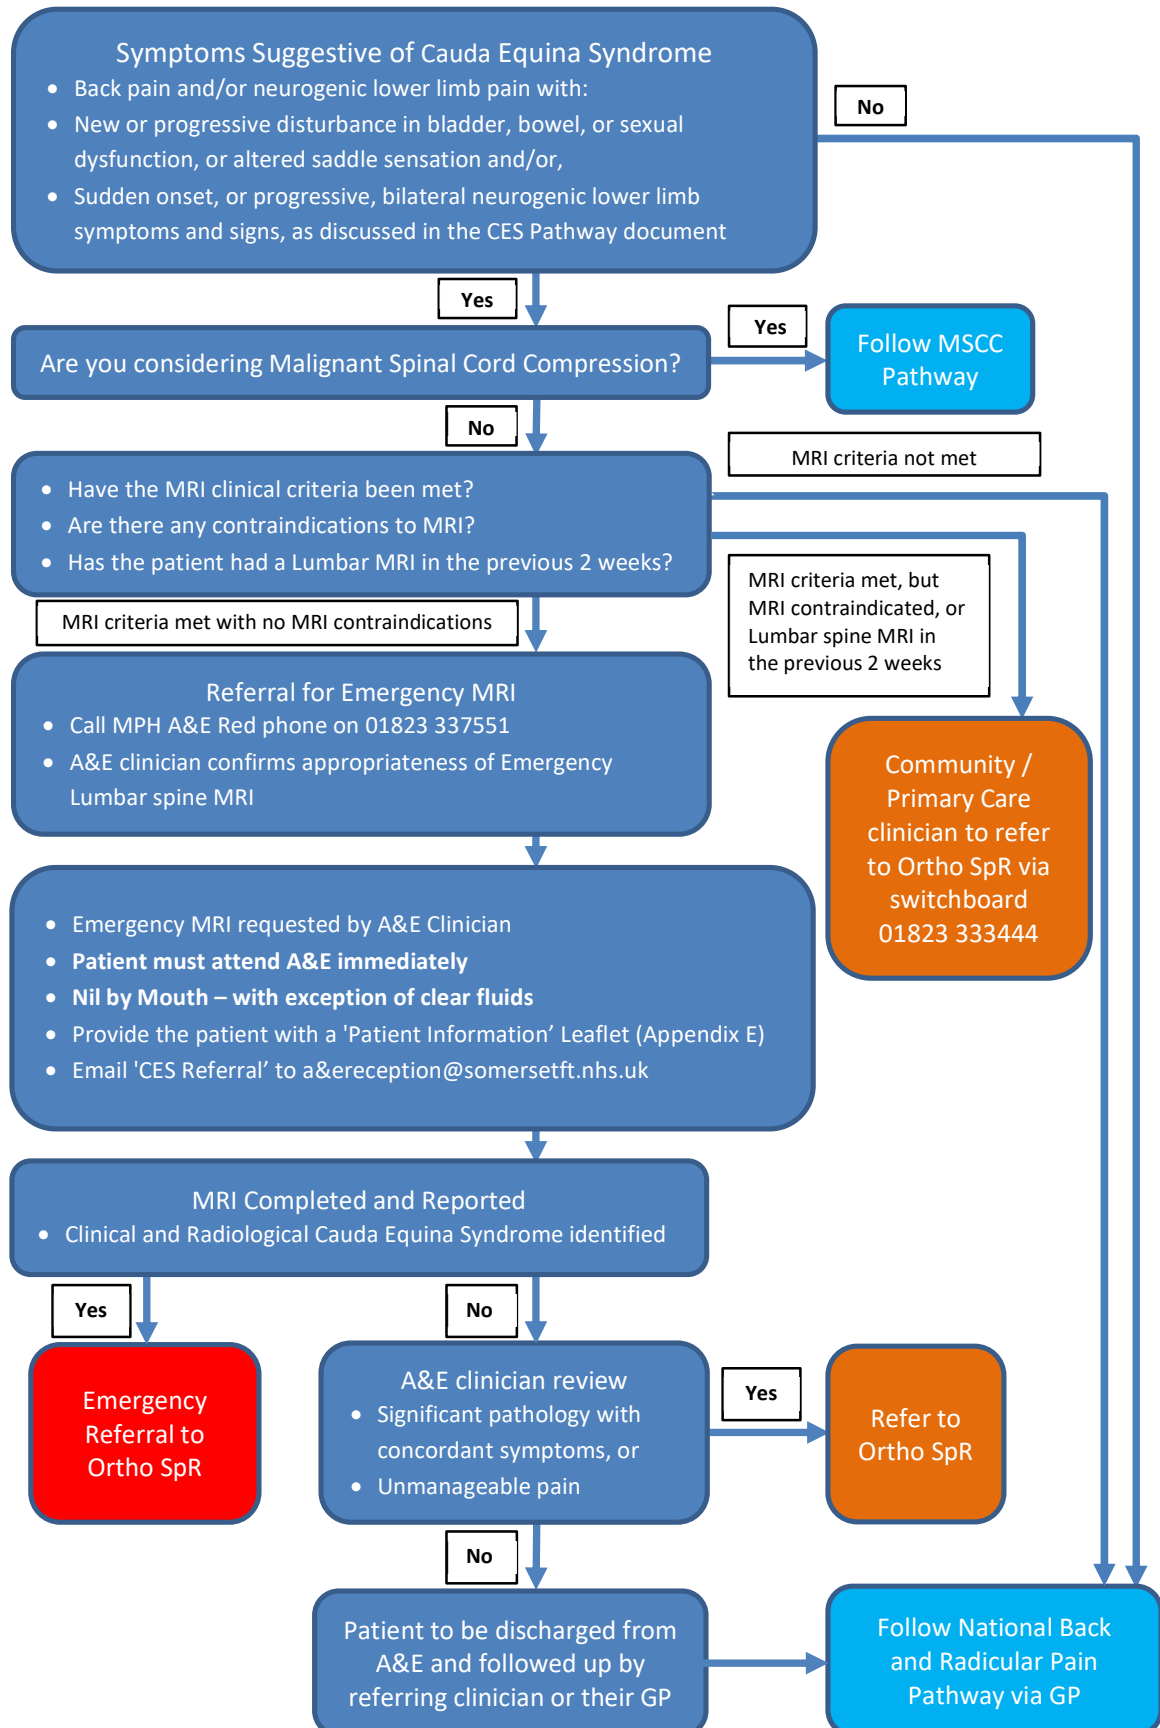 Symptoms Suggestive of Cauda Equina Syndrome
• Back pain and/or neurogenic lower limb pain with:
• New or progressive disturbance in bladder, bowel, or sexual
dysfunction, or altered saddle sensation and/or,
• Sudden onset, or progressive, bilateral neurogenic lower limb
symptoms and signs, as discussed in the CES Pathway document
No
Yes
Are you considering Malignant Spinal Cord Compression?
Yes
Follow MSCC
Pathway
No
• Have the MRI clinical criteria been met?
• Are there any contraindications to MRI?
• Has the patient had a Lumbar MRI in the previous 2 weeks?
MRI criteria not met
MRI criteria met, but
MRI contraindicated, or
Lumbar spine MRI in
the previous 2 weeks
MRI criteria met with no MRI contraindications
Referral for Emergency MRI
• Call MPH A&E Red phone on 01823 337551
• A&E clinician confirms appropriateness of Emergency
Lumbar spine MRI
Community /
Primary Care
clinician to refer
to Ortho SpR via
switchboard
01823 333444
• Emergency MRI requested by A&E Clinician
• Patient must attend A&E immediately
• Nil by Mouth – with exception of clear fluids
• Provide the patient with a 'Patient Information’ Leaflet (Appendix E)
• Email 'CES Referral’ to a&ereception@somersetft.nhs.uk
MRI Completed and Reported
• Clinical and Radiological Cauda Equina Syndrome identified
Yes
No
Emergency
Referral to
Ortho SpR
A&E clinician review
• Significant pathology with
concordant symptoms, or
• Unmanageable pain
Yes
Refer to
Ortho SpR
No
Patient to be discharged from
A&E and followed up by
referring clinician or their GP
Follow National Back
and Radicular Pain
Pathway via GP